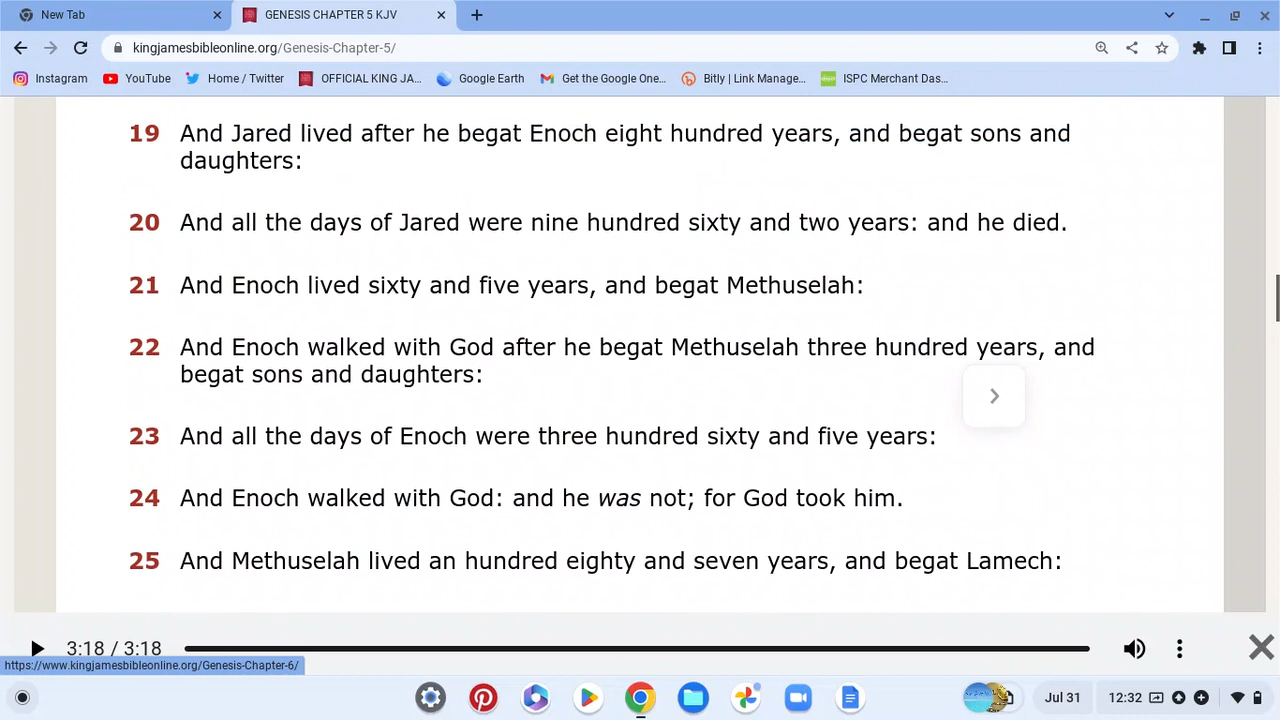 New Tab
GENESIS CHAPTER 5 KJV
kingjamesbibleonline.org/Genesis-Chapter-5/
Instagram
YouTube
Home / Twitter
OFFICIAL KING JA...
Google Earth
Get the Google One...
Bitly | Link Manage...
ISPC Merchant Das...
19 And Jared lived after he begat Enoch eight hundred years, and begat sons and
daughters:
20 And all the days of Jared were nine hundred sixty and two years: and he died.
21 And Enoch lived sixty and five years, and begat Methuselah:
22 And Enoch walked with God after he begat Methuselah three hundred years, and
begat sons and daughters:
23 And all the days of Enoch were three hundred sixty and five years:
24 And Enoch walked with God: and he was not; for God took him.
25 And Methuselah lived an hundred eighty and seven years, and begat Lamech:
3:18 / 3:18
https://www.kingjamesbibleonline.org/Genesis-Chapter-6/
Jul 31
12:32